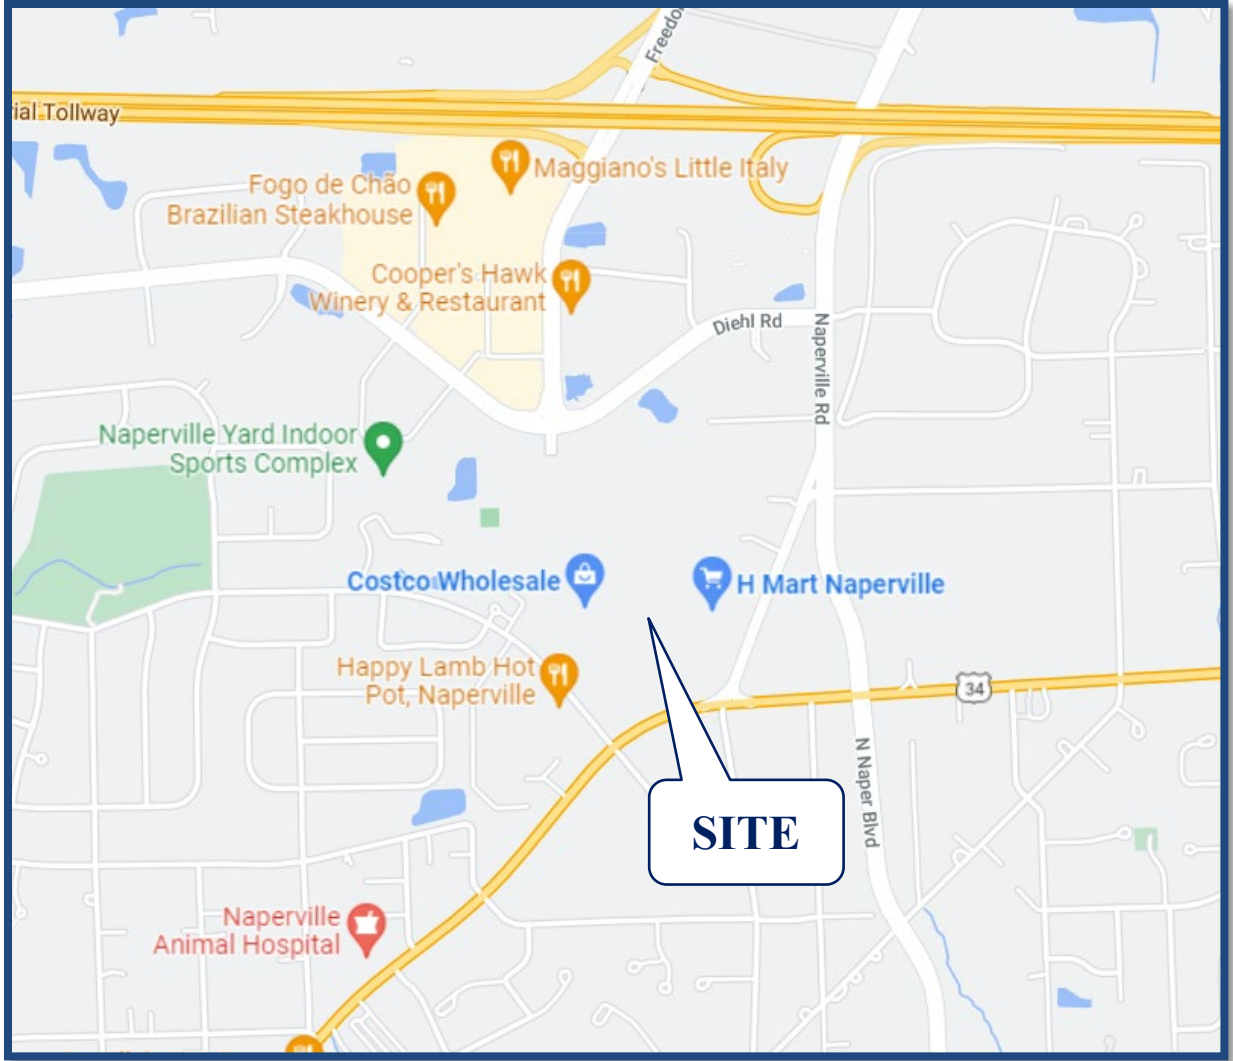 Freedo
ial Tollway
Maggiano's Little Italy
Fogo de Chão
Brazilian Steakhouse
Cooper's Hawk
Winery & Restaurant
Diehl Rd
Naperville Rd
Naperville Yard Indoor
Sports Complex
Costco Wholesale
H Mart Naperville
Happy Lamb Hot
Pot, Naperville
34
N Naper Blvd
SITE
Naperville
Animal Hospital